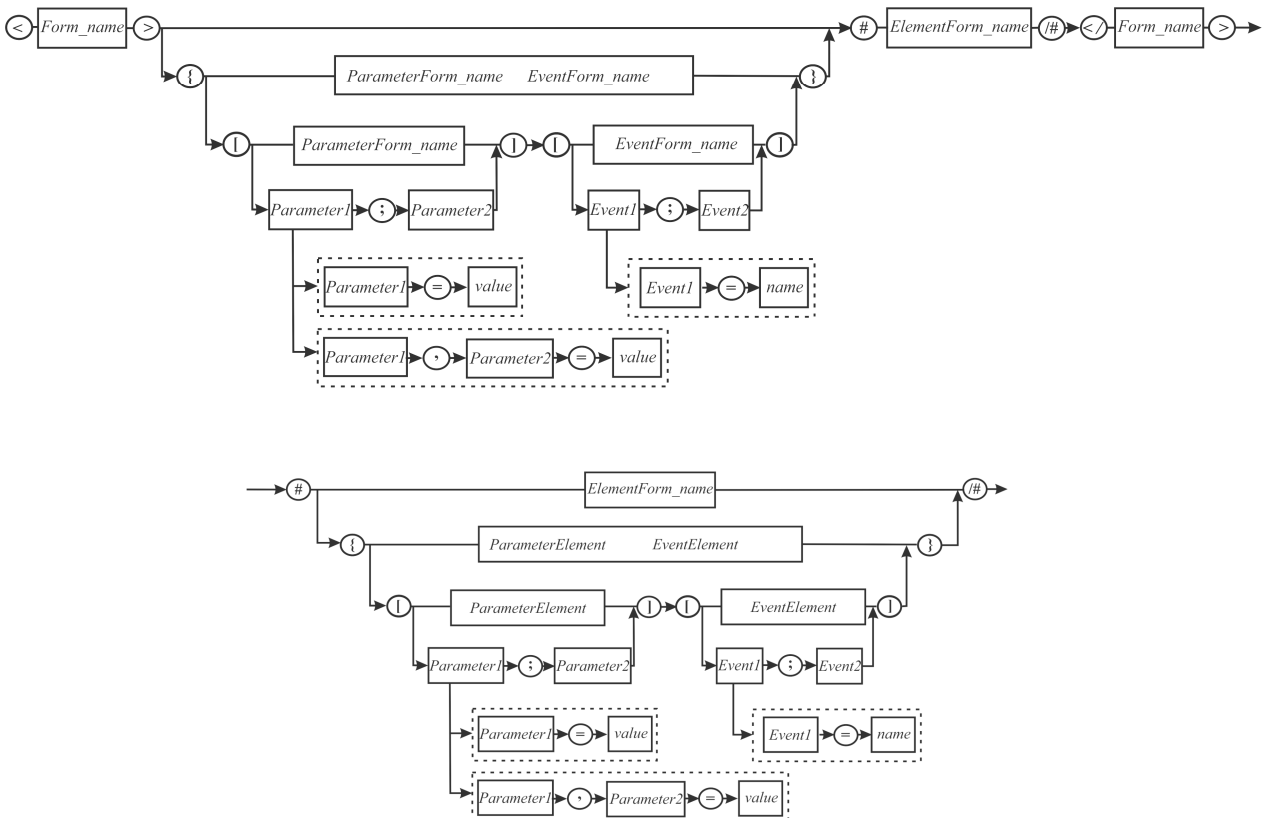 < Form_name > # ElementForm_name /# </ Form_name >
{ ParameterForm_name EventForm_name }
[ ParameterForm_name ] [ EventForm_name ]
Parameter1 ; Parameter2 Event1 ; Event2
Parameter1 = value Event1 = name
Parameter1 , Parameter2 = value
# ElementForm_name /#
{ ParameterElement EventElement }
[ ParameterElement ] [ EventElement ]
Parameter1 ; Parameter2 Event1 ; Event2
Parameter1 = value Event1 = name
Parameter1 , Parameter2 = value